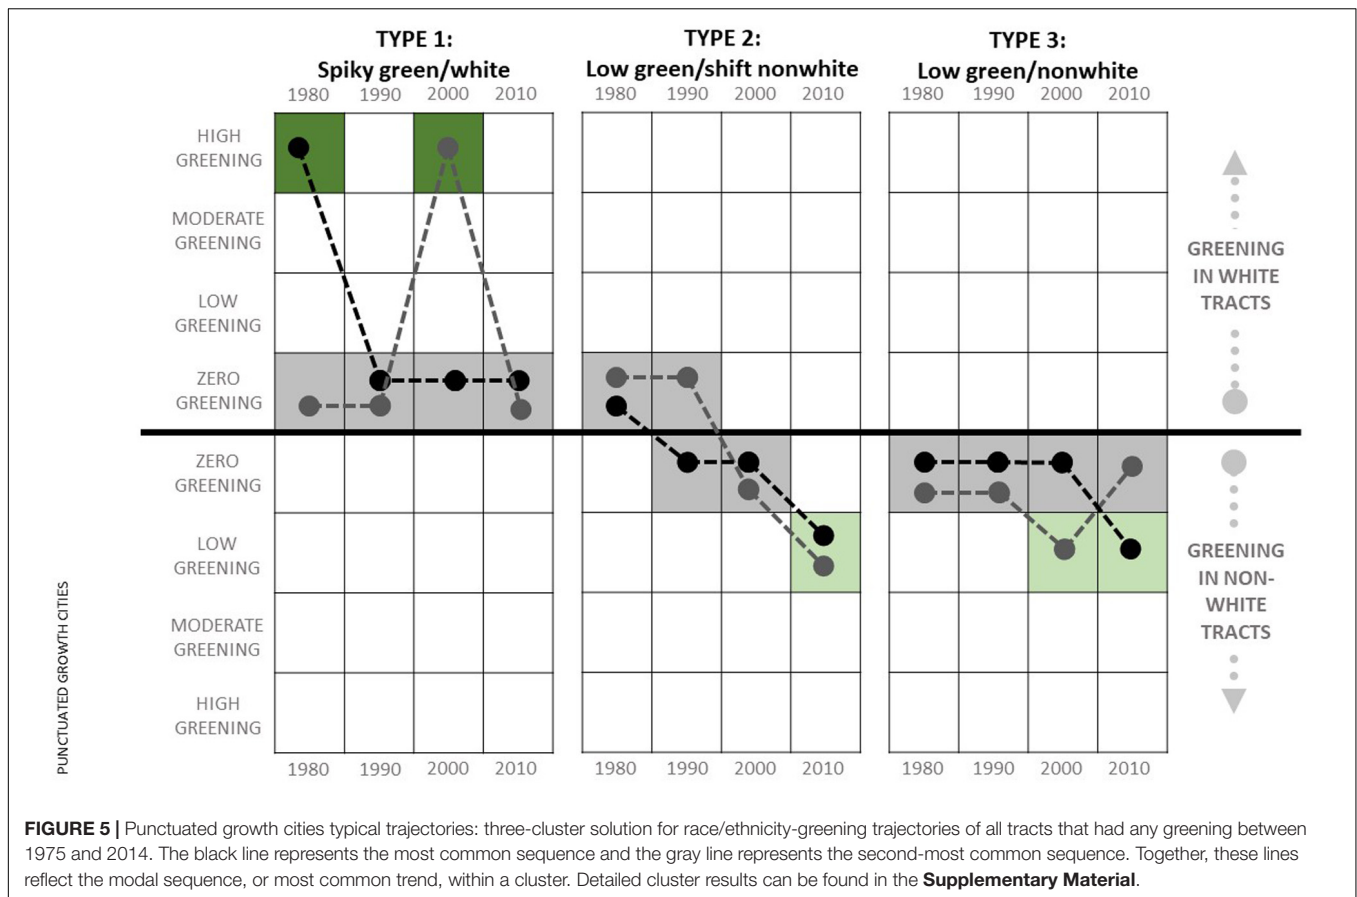 TYPE 1:
Spiky green/white
TYPE 2:
Low green/shift nonwhite
TYPE 3:
Low green/nonwhite
1980 1990 2000 2010
1980 1990 2000 2010
1980 1990 2000 2010
HIGH
GREENING
MODERATE
GREENING
LOW
GREENING
ZERO
GREENING
ZERO
GREENING
LOW
GREENING
MODERATE
GREENING
HIGH
GREENING
GREENING
IN WHITE
TRACTS
GREENING
IN NON-
WHITE
TRACTS
PUNCTUATED GROWTH CITIES
1980 1990 2000 2010
1980 1990 2000 2010
1980 1990 2000 2010
FIGURE 5 | Punctuated growth cities typical trajectories: three-cluster solution for race/ethnicity-greening trajectories of all tracts that had any greening between
1975 and 2014. The black line represents the most common sequence and the gray line represents the second-most common sequence. Together, these lines
reflect the modal sequence, or most common trend, within a cluster. Detailed cluster results can be found in the Supplementary Material.